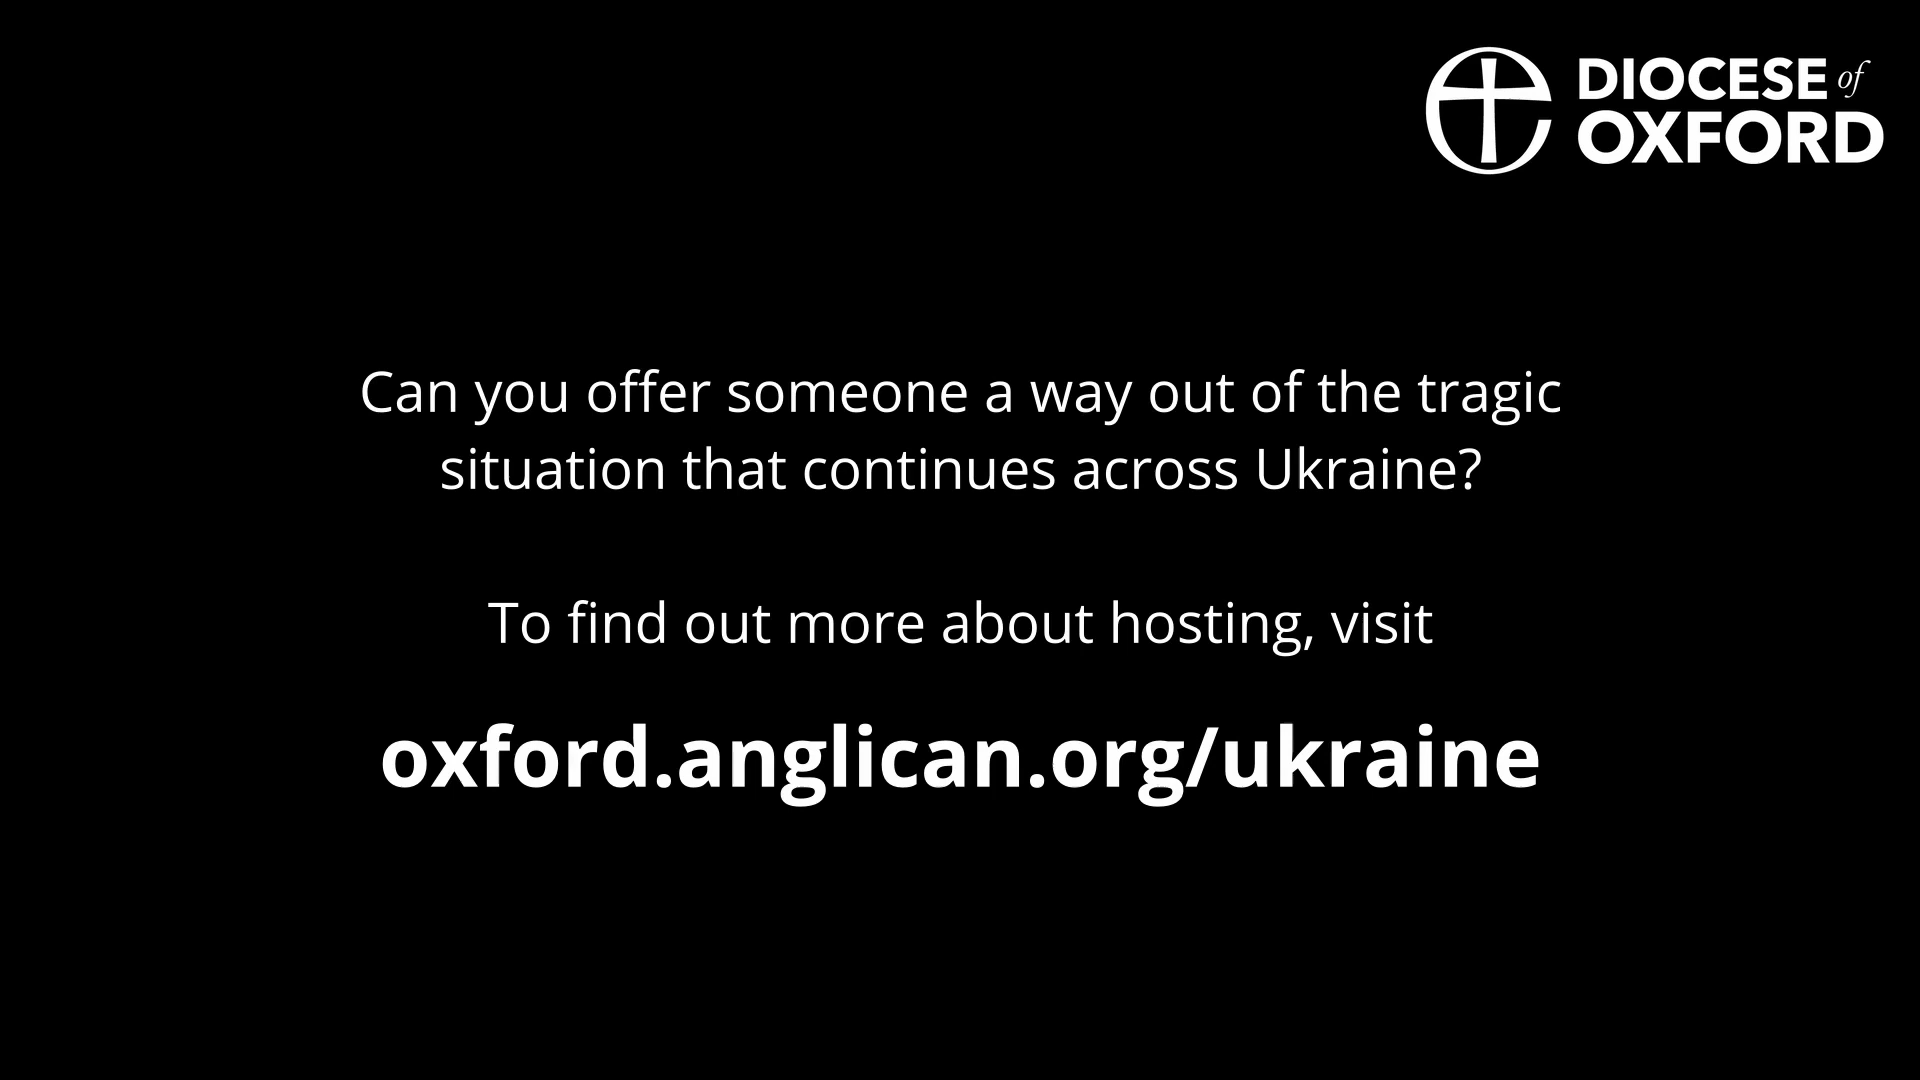 DIOCESE of
OXFORD
Can you offer someone a way out of the tragic
situation that continues across Ukraine?
To find out more about hosting, visit
oxford.anglican.org/ukraine